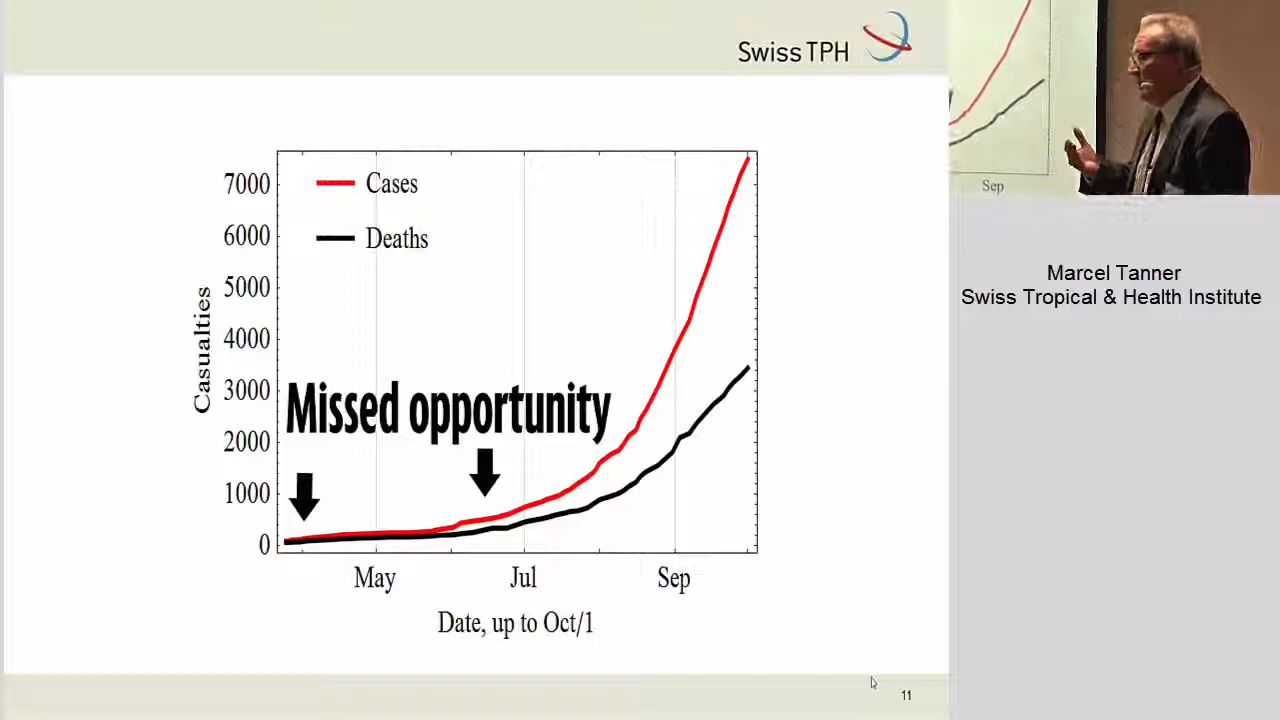 Swiss TPH
7000
6000
5000
4000
3000
2000
1000
0
Casualties
Cases
Deaths
Missed opportunity
May
Jul
Sep
Date, up to Oct/1
11
Sep
Marcel Tanner
Swiss Tropical & Health Institute